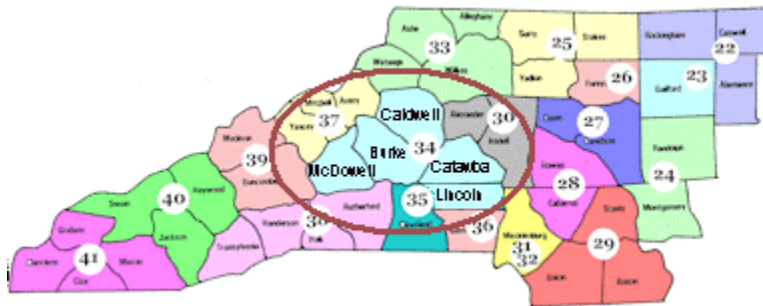 Ashe
Alleghany
Surry
Stokes
Rockingham
Caswell
33
25
22
Watauga
Wilkes
Yadkin
26
Guilford
23
Alamance
Mitchell
Avery
Yancey
37
Caldwell
Alexander
30
Iredell
Davie
27
Davidson
Randolph
Madison
39
Buncombe
McDowell
Burke
34
Catawba
Rowan
28
24
Haywood
Swain
40
Rutherford
35
Lincoln
Cabarrus
Stanly
Montgomery
Graham
Jackson
Henderson
Polk
Cleveland
36
Mecklenburg
31
32
29
Transylvania
Cherokee
41
Macon
Clay
Union
Anson